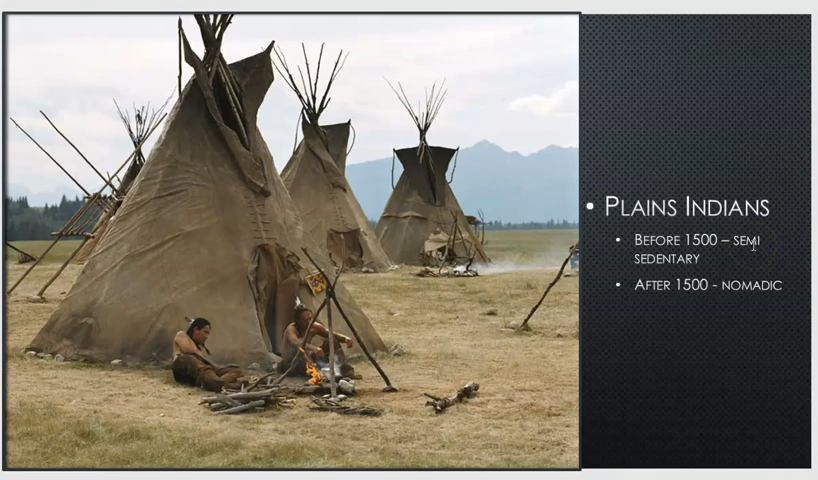 • Plains Indians
• Before 1500 – semi
sedentary
• After 1500 - nomadic